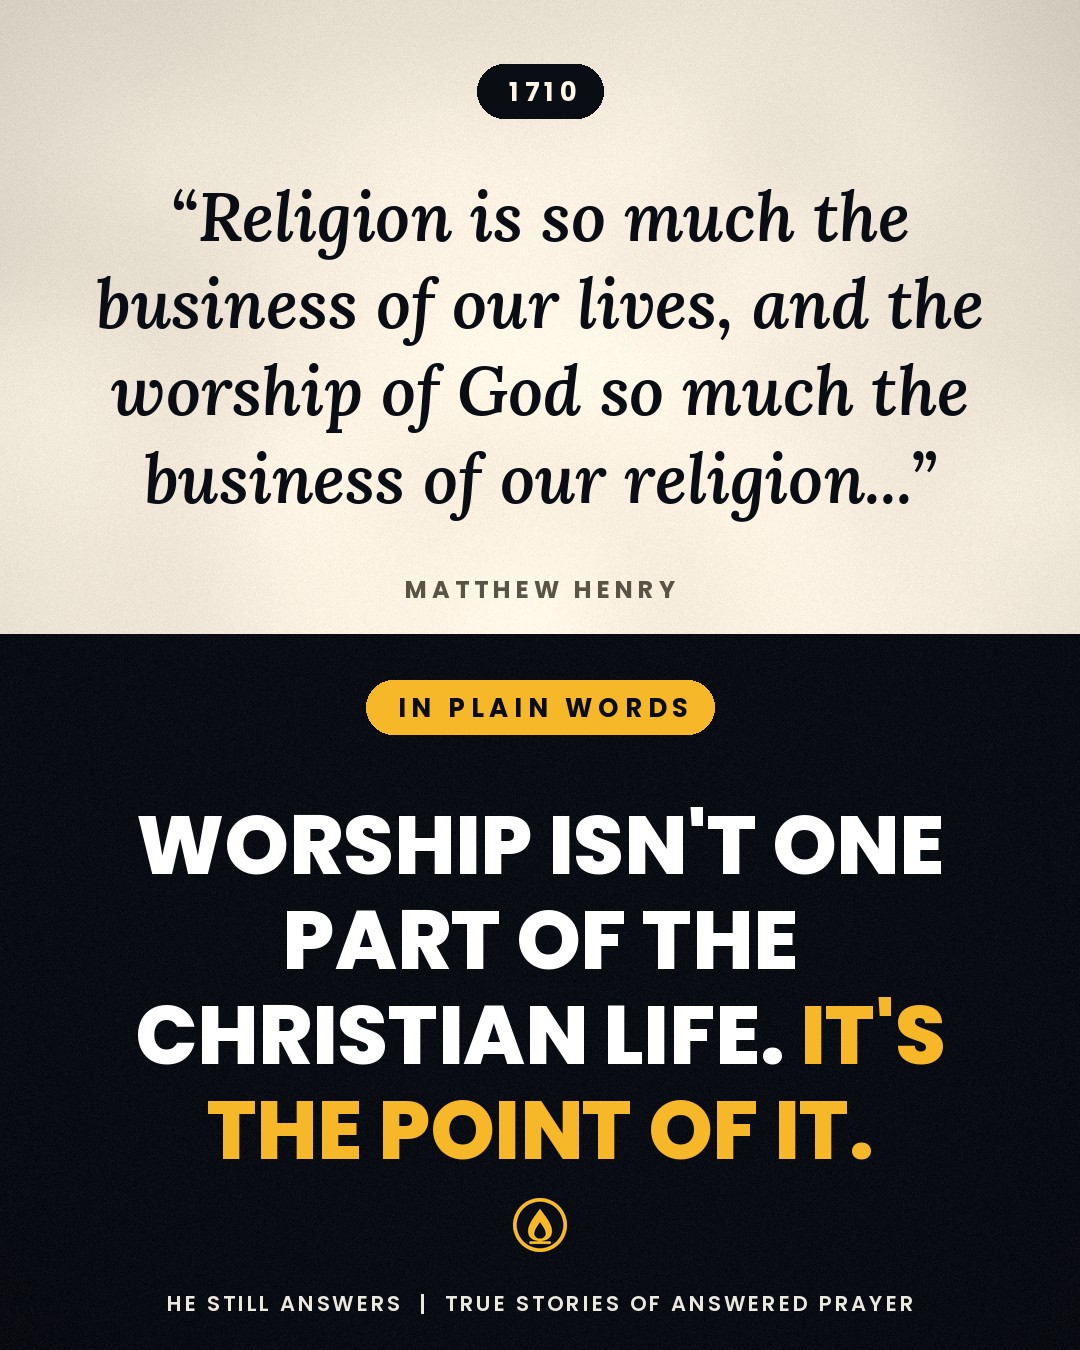 1710
“Religion is so much the
business of our lives, and the
worship of God so much the
business of our religion...”
MATTHEW HENRY
IN PLAIN WORDS
WORSHIP ISN'T ONE
PART OF THE
CHRISTIAN LIFE. IT'S
THE POINT OF IT.
HE STILL ANSWERS | TRUE STORIES OF ANSWERED PRAYER